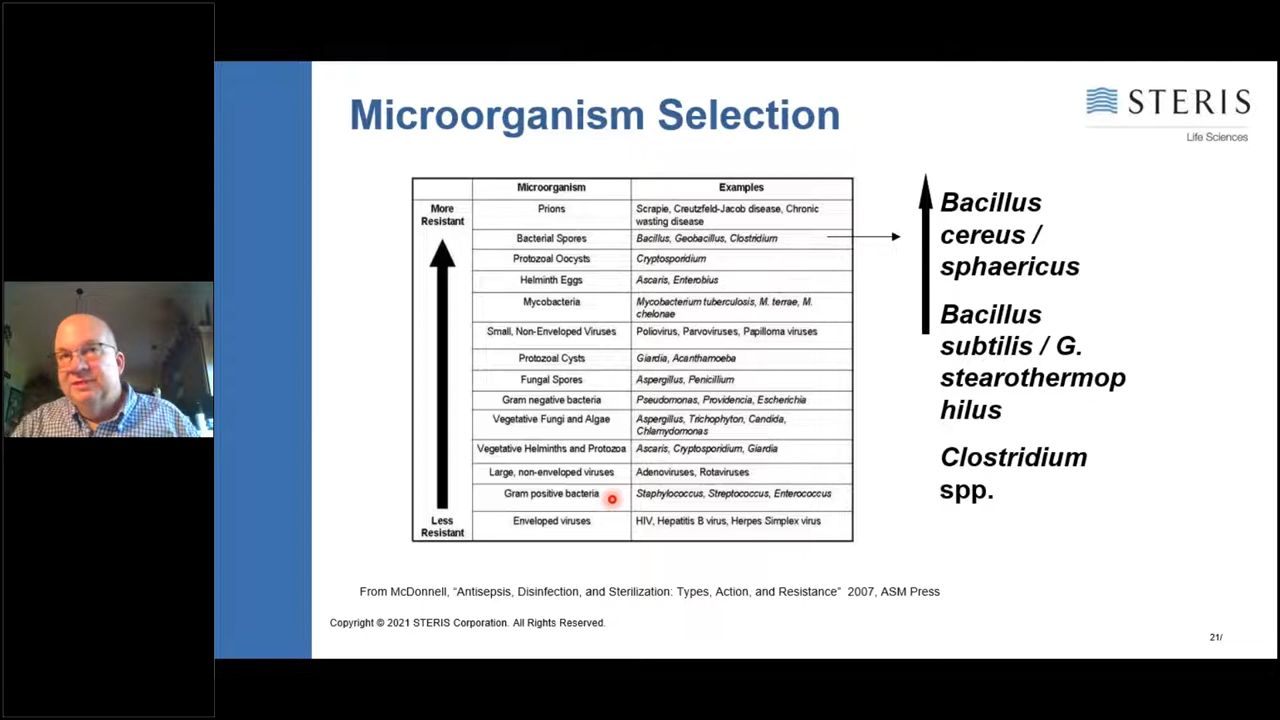 Microorganism Selection
STERIS
Life Sciences
Microorganism Examples
More
Resistant
Prions Scrapie, Creutzfeld-Jacob disease, Chronic
wasting disease
Bacterial Spores Bacillus, Geobacillus, Clostridium
Protozoal Oocysts Cryptosporidium
Helminth Eggs Ascaris, Enterobius
Mycobacteria Mycobacterium tuberculosis, M. terrae, M.
chelonae
Small, Non-Enveloped Viruses Poliovirus, Parvoviruses, Papilloma viruses
Protozoal Cysts Giardia, Acanthamoeba
Fungal Spores Aspergillus, Penicillium
Gram negative bacteria Pseudomonas, Providencia, Escherichia
Vegetative Fungi and Algae Aspergillus, Trichophyton, Candida,
Chlamydomonas
Vegetative Helminths and Protozoa Ascaris, Cryptosporidium, Giardia
Large, non-enveloped viruses Adenoviruses, Rotaviruses
Gram positive bacteria Staphylococcus, Streptococcus, Enterococcus
Less
Resistant
Enveloped viruses HIV, Hepatitis B virus, Herpes Simplex virus
Bacillus
cereus /
sphaericus
Bacillus
subtilis / G.
stearothermop
hilus
Clostridium
spp.
From McDonnell, “Antisepsis, Disinfection, and Sterilization: Types, Action, and Resistance” 2007, ASM Press
Copyright © 2021 STERIS Corporation. All Rights Reserved.
21/